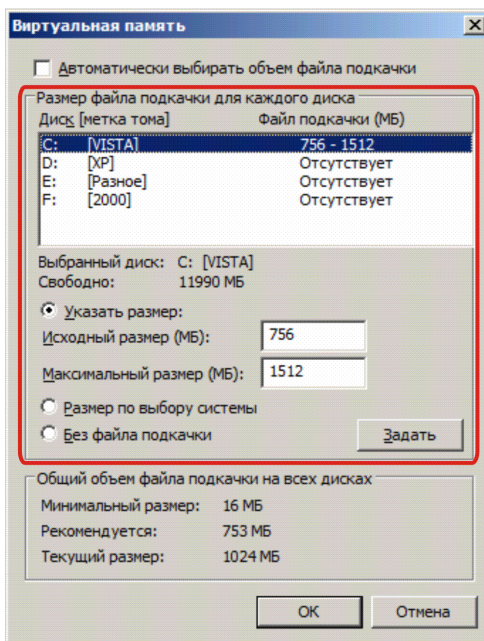 Виртуальная память
Автоматически выбирать объем файла подкачки
Размер файла подкачки для каждого диска
Диск [метка тома] Файл подкачки (МБ)
C: [VISTA] 756 - 1512
D: [XP] Отсутствует
E: [Разное] Отсутствует
F: [2000] Отсутствует
Выбранный диск: C: [VISTA]
Свободно: 11990 МБ
Указать размер:
Исходный размер (МБ): 756
Максимальный размер (МБ): 1512
Размер по выбору системы
Без файла подкачки Задать
Общий объем файла подкачки на всех дисках
Минимальный размер: 16 МБ
Рекомендуется: 753 МБ
Текущий размер: 1024 МБ
OK Отмена